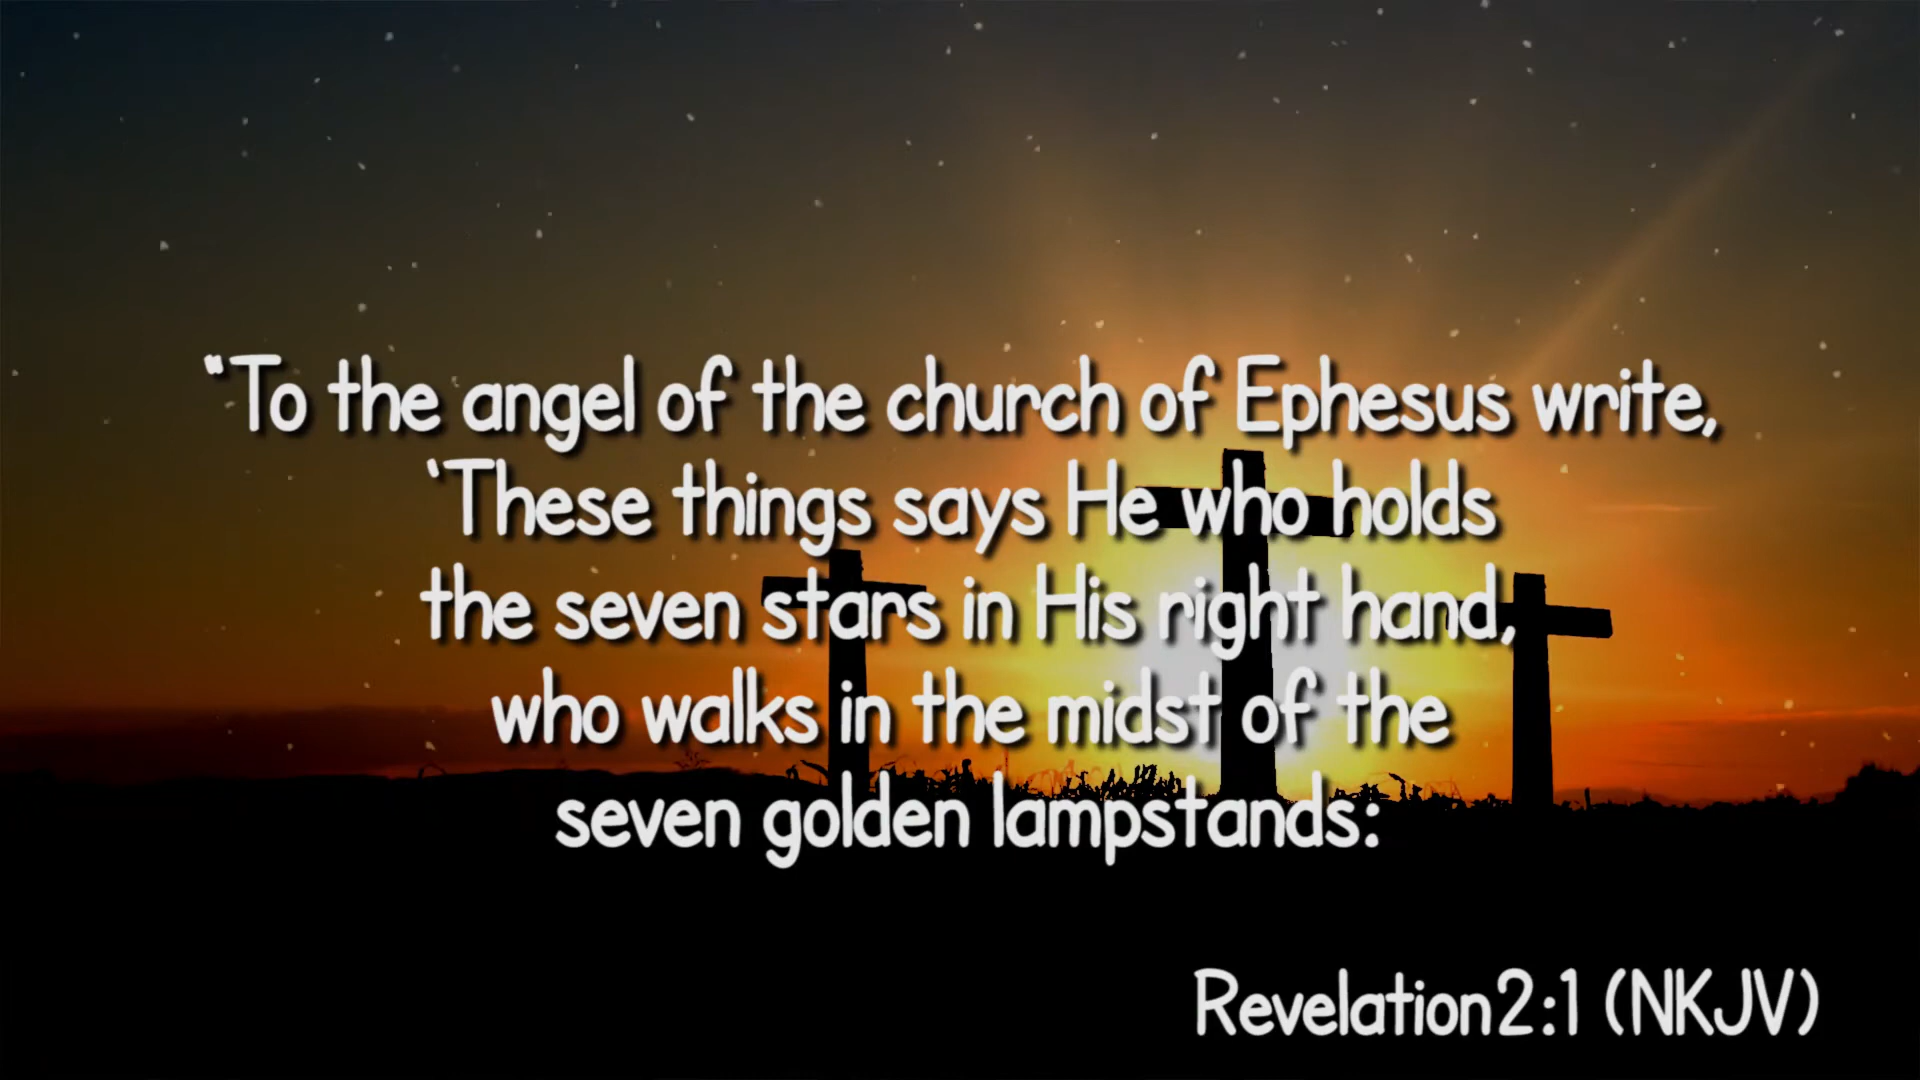 “To the angel of the church of Ephesus write,
‘These things says He who holds
the seven stars in His right hand,
who walks in the midst of the
seven golden lampstands:
Revelation2:1 (NKJV)